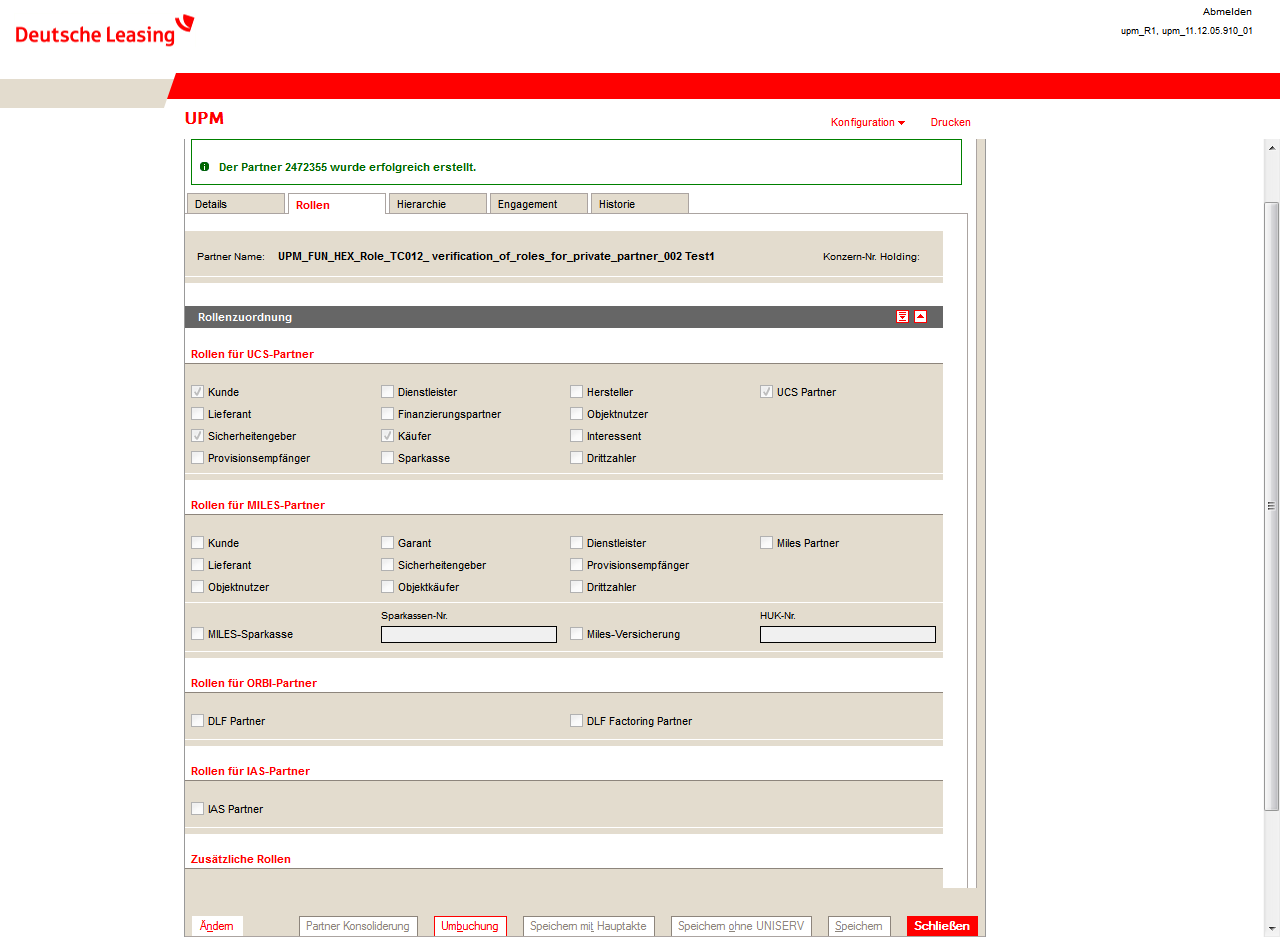 Abmelden
Deutsche Leasing
upm_R1, upm_11.12.05.910_01
UPM
Konfiguration Drucken
Der Partner 2472355 wurde erfolgreich erstellt.
Details Rollen Hierarchie Engagement Historie
Partner Name: UPM_FUN_HEX_Role_TC012_ verification_of_roles_for_private_partner_002 Test1 Konzern-Nr. Holding:
Rollenzuordnung
Rollen für UCS-Partner
Kunde Dienstleister Hersteller UCS Partner
Lieferant Finanzierungspartner Objektnutzer
Sicherheitengeber Käufer Interessent
Provisionsempfänger Sparkasse Drittzahler
Rollen für MILES-Partner
Kunde Garant Dienstleister Miles Partner
Lieferant Sicherheitengeber Provisionsempfänger
Objektnutzer Objektkäufer Drittzahler
Sparkassen-Nr. HUK-Nr.
MILES-Sparkasse Miles-Versicherung
Rollen für ORBI-Partner
DLF Partner DLF Factoring Partner
Rollen für IAS-Partner
IAS Partner
Zusätzliche Rollen
Ändern Partner Konsolidierung Umbuchung Speichern mit Hauptakte Speichern ohne UNISERV Speichern Schließen